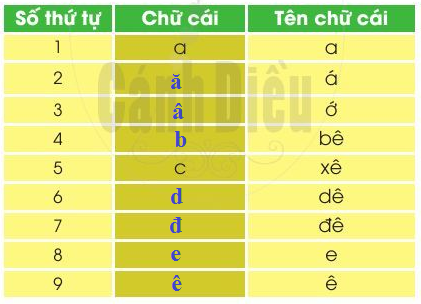 Số thứ tự Chữ cái Tên chữ cái
1 a a
2 ă á
3 â ớ
4 b bê
5 c xê
6 d dê
7 đ đê
8 e e
9 ê ê
Cánh Diều